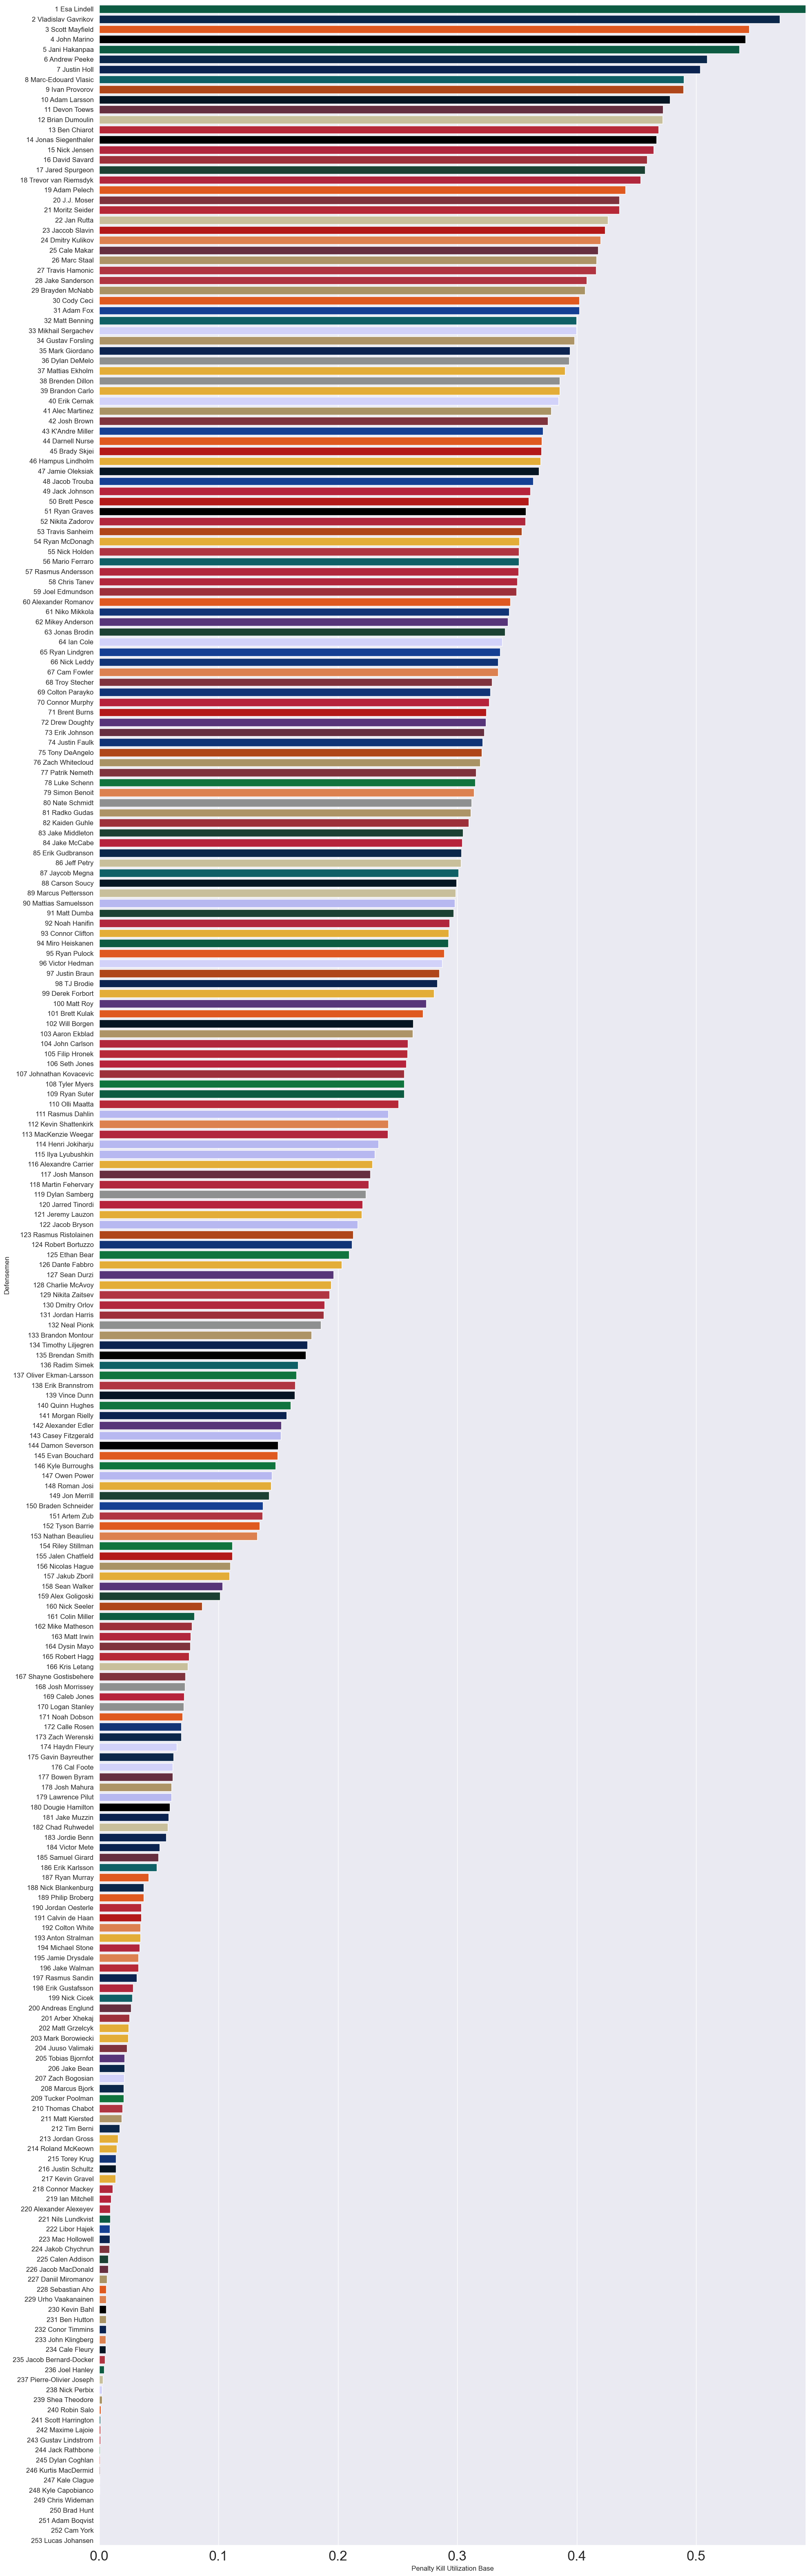 1 Esa Lindell
2 Vladislav Gavrikov
3 Scott Mayfield
4 John Marino
5 Jani Hakanpaa
6 Andrew Peeke
7 Justin Holl
8 Marc-Edouard Vlasic
9 Ivan Provorov
10 Adam Larsson
11 Devon Toews
12 Brian Dumoulin
13 Ben Chiarot
14 Jonas Siegenthaler
15 Nick Jensen
16 David Savard
17 Jared Spurgeon
18 Trevor van Riemsdyk
19 Adam Pelech
20 J.J. Moser
21 Moritz Seider
22 Jan Rutta
23 Jaccob Slavin
24 Dmitry Kulikov
25 Cale Makar
26 Marc Staal
27 Travis Hamonic
28 Jake Sanderson
29 Brayden McNabb
30 Cody Ceci
31 Adam Fox
32 Matt Benning
33 Mikhail Sergachev
34 Gustav Forsling
35 Mark Giordano
36 Dylan DeMelo
37 Mattias Ekholm
38 Brenden Dillon
39 Brandon Carlo
40 Erik Cernak
41 Alec Martinez
42 Josh Brown
43 K'Andre Miller
44 Darnell Nurse
45 Brady Skjei
46 Hampus Lindholm
47 Jamie Oleksiak
48 Jacob Trouba
49 Jack Johnson
50 Brett Pesce
51 Ryan Graves
52 Nikita Zadorov
53 Travis Sanheim
54 Ryan McDonagh
55 Nick Holden
56 Mario Ferraro
57 Rasmus Andersson
58 Chris Tanev
59 Joel Edmundson
60 Alexander Romanov
61 Niko Mikkola
62 Mikey Anderson
63 Jonas Brodin
64 Ian Cole
65 Ryan Lindgren
66 Nick Leddy
67 Cam Fowler
68 Troy Stecher
69 Colton Parayko
70 Connor Murphy
71 Brent Burns
72 Drew Doughty
73 Erik Johnson
74 Justin Faulk
75 Tony DeAngelo
76 Zach Whitecloud
77 Patrik Nemeth
78 Luke Schenn
79 Simon Benoit
80 Nate Schmidt
81 Radko Gudas
82 Kaiden Guhle
83 Jake Middleton
84 Jake McCabe
85 Erik Gudbranson
86 Jeff Petry
87 Jaycob Megna
88 Carson Soucy
89 Marcus Pettersson
90 Mattias Samuelsson
91 Matt Dumba
92 Noah Hanifin
93 Connor Clifton
94 Miro Heiskanen
95 Ryan Pulock
96 Victor Hedman
97 Justin Braun
98 TJ Brodie
99 Derek Forbort
100 Matt Roy
101 Brett Kulak
102 Will Borgen
103 Aaron Ekblad
104 John Carlson
105 Filip Hronek
106 Seth Jones
107 Johnathan Kovacevic
108 Tyler Myers
109 Ryan Suter
110 Olli Maatta
111 Rasmus Dahlin
112 Kevin Shattenkirk
113 MacKenzie Weegar
114 Henri Jokiharju
115 Ilya Lyubushkin
116 Alexandre Carrier
117 Josh Manson
118 Martin Fehervary
119 Dylan Samberg
120 Jarred Tinordi
121 Jeremy Lauzon
122 Jacob Bryson
123 Rasmus Ristolainen
124 Robert Bortuzzo
125 Ethan Bear
126 Dante Fabbro
127 Sean Durzi
128 Charlie McAvoy
129 Nikita Zaitsev
130 Dmitry Orlov
131 Jordan Harris
132 Neal Pionk
133 Brandon Montour
134 Timothy Liljegren
135 Brendan Smith
136 Radim Simek
137 Oliver Ekman-Larsson
138 Erik Brannstrom
139 Vince Dunn
140 Quinn Hughes
141 Morgan Rielly
142 Alexander Edler
143 Casey Fitzgerald
144 Damon Severson
145 Evan Bouchard
146 Kyle Burroughs
147 Owen Power
148 Roman Josi
149 Jon Merrill
150 Braden Schneider
151 Artem Zub
152 Tyson Barrie
153 Nathan Beaulieu
154 Riley Stillman
155 Jalen Chatfield
156 Nicolas Hague
157 Jakub Zboril
158 Sean Walker
159 Alex Goligoski
160 Nick Seeler
161 Colin Miller
162 Mike Matheson
163 Matt Irwin
164 Dysin Mayo
165 Robert Hagg
166 Kris Letang
167 Shayne Gostisbehere
168 Josh Morrissey
169 Caleb Jones
170 Logan Stanley
171 Noah Dobson
172 Calle Rosen
173 Zach Werenski
174 Haydn Fleury
175 Gavin Bayreuther
176 Cal Foote
177 Bowen Byram
178 Josh Mahura
179 Lawrence Pilut
180 Dougie Hamilton
181 Jake Muzzin
182 Chad Ruhwedel
183 Jordie Benn
184 Victor Mete
185 Samuel Girard
186 Erik Karlsson
187 Ryan Murray
188 Nick Blankenburg
189 Philip Broberg
190 Jordan Oesterle
191 Calvin de Haan
192 Colton White
193 Anton Stralman
194 Michael Stone
195 Jamie Drysdale
196 Jake Walman
197 Rasmus Sandin
198 Erik Gustafsson
199 Nick Cicek
200 Andreas Englund
201 Arber Xhekaj
202 Matt Grzelcyk
203 Mark Borowiecki
204 Juuso Valimaki
205 Tobias Bjornfot
206 Jake Bean
207 Zach Bogosian
208 Marcus Bjork
209 Tucker Poolman
210 Thomas Chabot
211 Matt Kiersted
212 Tim Berni
213 Jordan Gross
214 Roland McKeown
215 Torey Krug
216 Justin Schultz
217 Kevin Gravel
218 Connor Mackey
219 Ian Mitchell
220 Alexander Alexeyev
221 Nils Lundkvist
222 Libor Hajek
223 Mac Hollowell
224 Jakob Chychrun
225 Calen Addison
226 Jacob MacDonald
227 Daniil Miromanov
228 Sebastian Aho
229 Urho Vaakanainen
230 Kevin Bahl
231 Ben Hutton
232 Conor Timmins
233 John Klingberg
234 Cale Fleury
235 Jacob Bernard-Docker
236 Joel Hanley
237 Pierre-Olivier Joseph
238 Nick Perbix
239 Shea Theodore
240 Robin Salo
241 Scott Harrington
242 Maxime Lajoie
243 Gustav Lindstrom
244 Jack Rathbone
245 Dylan Coghlan
246 Kurtis MacDermid
247 Kale Clague
248 Kyle Capobianco
249 Chris Wideman
250 Brad Hunt
251 Adam Boqvist
252 Cam York
253 Lucas Johansen
Defensemen
0.0 0.1 0.2 0.3 0.4 0.5
Penalty Kill Utilization Base